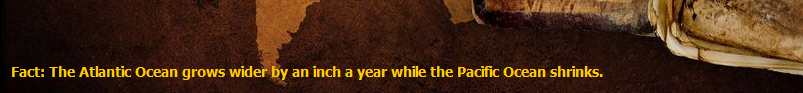 Fact: The Atlantic Ocean grows wider by an inch a year while the Pacific Ocean shrinks.